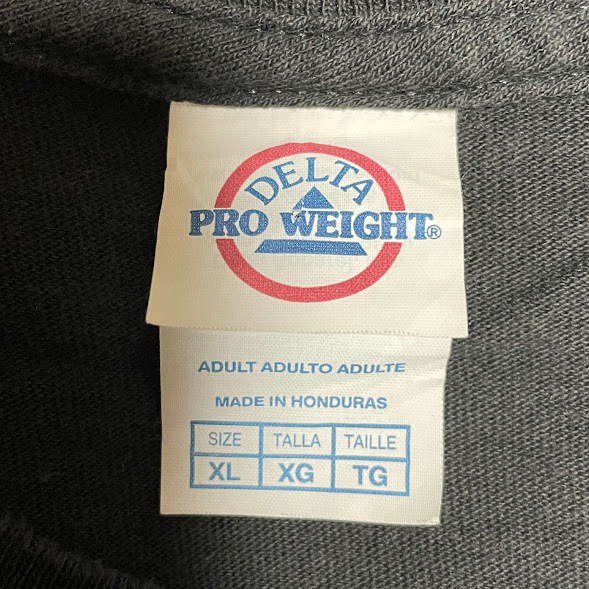 DELTA
PRO WEIGHT®
ADULT ADULTO ADULTE
MADE IN HONDURAS
SIZE TALLA TAILLE
XL XG TG